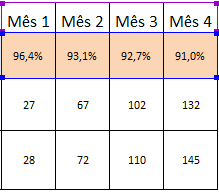 Mês 1 Mês 2 Mês 3 Mês 4
96,4% 93,1% 92,7% 91,0%
27 67 102 132
28 72 110 145